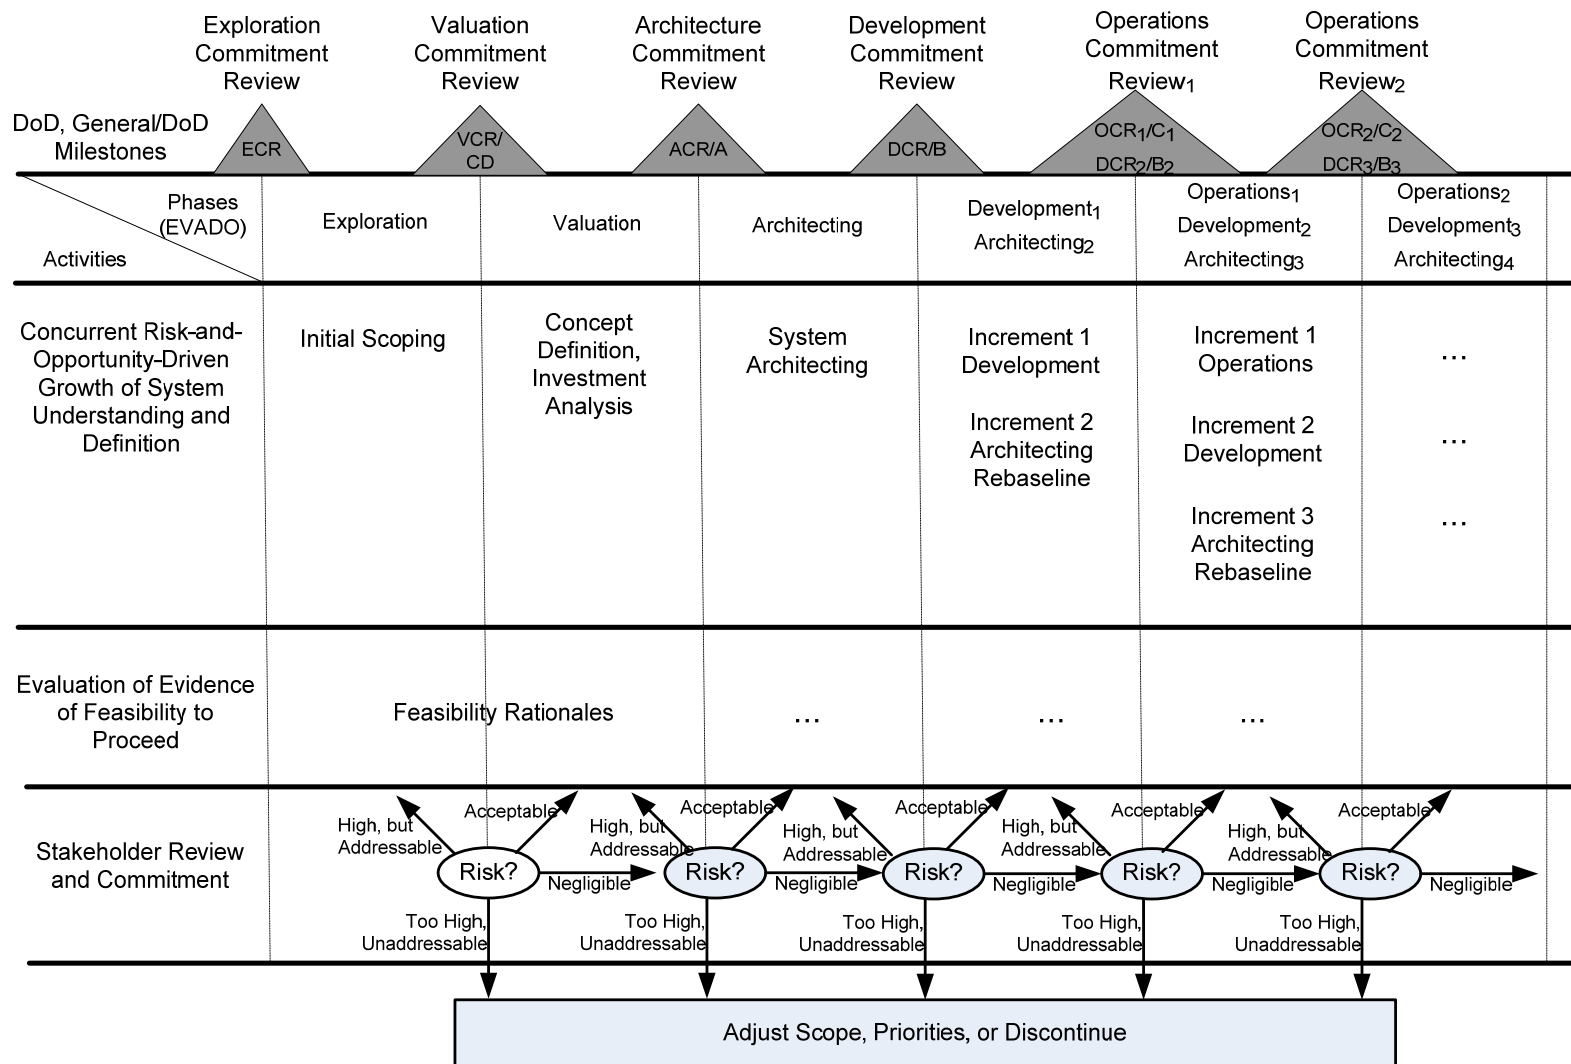 Exploration
Commitment
Review
Valuation
Commitment
Review
Architecture
Commitment
Review
Development
Commitment
Review
Operations
Commitment
Review1
Operations
Commitment
Review2
DoD, General/DoD
Milestones
ECR
VCR/
CD
ACR/A
DCR/B
OCR1/C1
DCR2/B2
OCR2/C2
DCR3/B3
Phases
(EVADO)
Activities
Exploration
Valuation
Architecting
Development1
Architecting2
Operations1
Development2
Architecting3
Operations2
Development3
Architecting4
Concurrent Risk-and-
Opportunity-Driven
Growth of System
Understanding and
Definition
Initial Scoping
Concept
Definition,
Investment
Analysis
System
Architecting
Increment 1
Development
Increment 2
Architecting
Rebaseline
Increment 1
Operations
Increment 2
Development
Increment 3
Architecting
Rebaseline
...
...
...
Evaluation of Evidence
of Feasibility to
Proceed
Feasibility Rationales
...
...
...
Stakeholder Review
and Commitment
High, but
Addressable
Acceptable
Risk?
Negligible
Too High,
Unaddressable
High, but
Addressable
Acceptable
Risk?
Negligible
Too High,
Unaddressable
High, but
Addressable
Acceptable
Risk?
Negligible
Too High,
Unaddressable
High, but
Addressable
Acceptable
Risk?
Negligible
Too High,
Unaddressable
High, but
Addressable
Acceptable
Risk?
Negligible
Too High,
Unaddressable
Adjust Scope, Priorities, or Discontinue